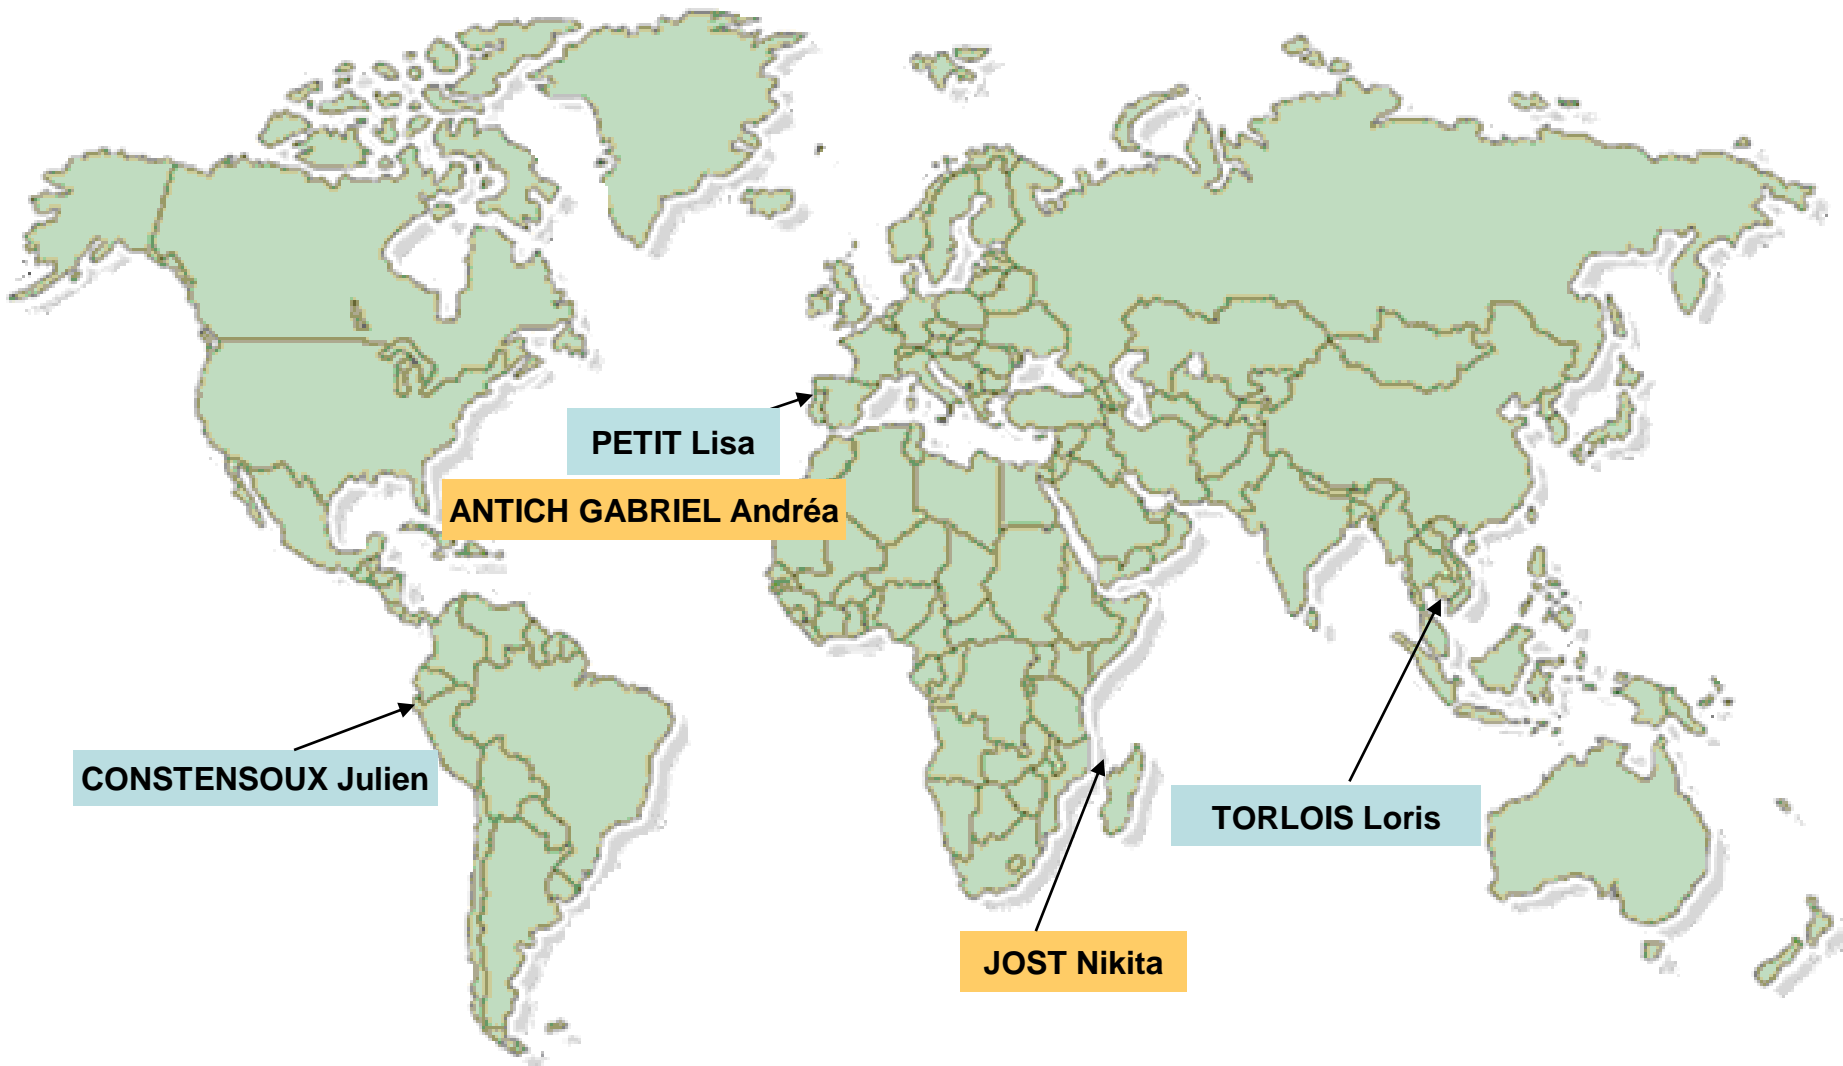 PETIT Lisa
ANTICH GABRIEL Andréa
CONSTENSOUX Julien
TORLOIS Loris
JOST Nikita